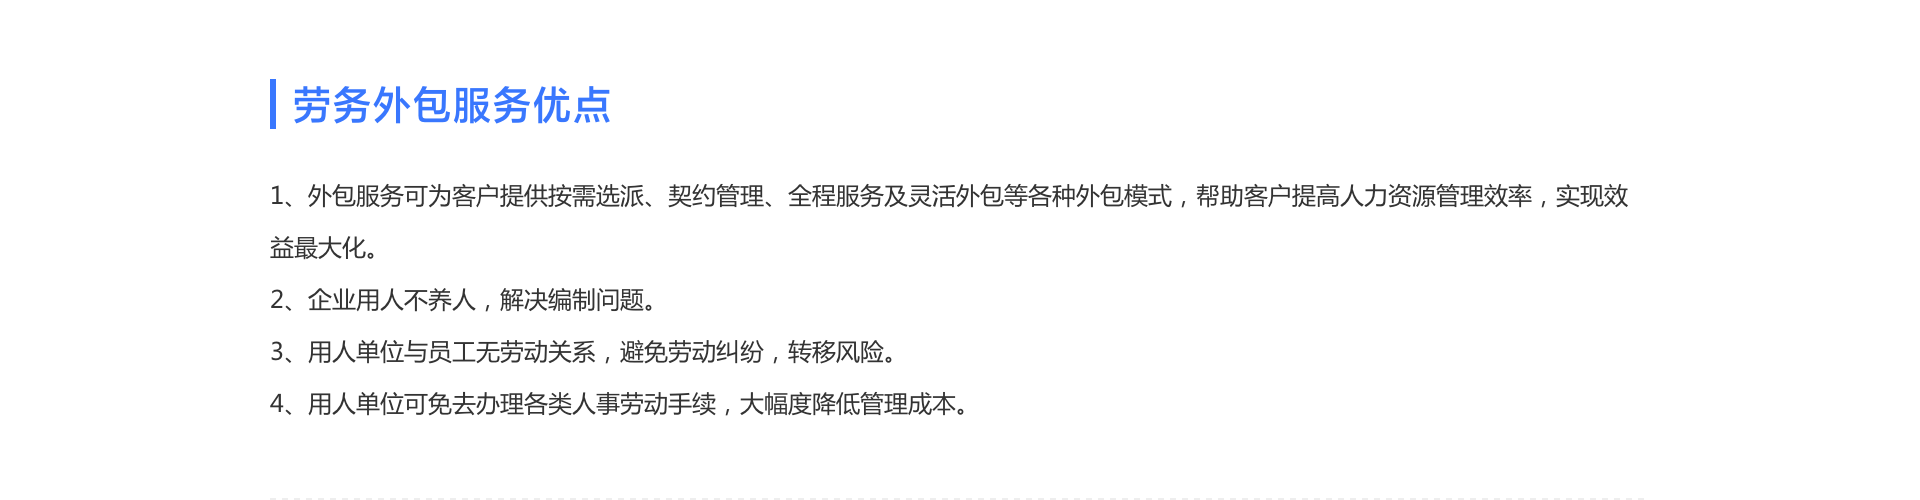 劳务外包服务优点
1、外包服务可为客户提供按需选派、契约管理、全程服务及灵活外包等各种外包模式，帮助客户提高人力资源管理效率，实现效
益最大化。
2、企业用人不养人，解决编制问题。
3、用人单位与员工无劳动关系，避免劳动纠纷，转移风险。
4、用人单位可免去办理各类人事劳动手续，大幅度降低管理成本。